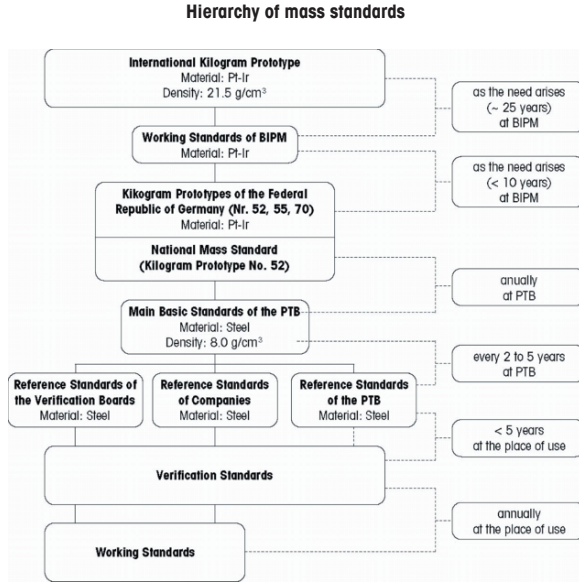 Hierarchy of mass standards
International Kilogram Prototype
Material: Pt-Ir
Density: 21.5 g/cm³
as the need arises
(~ 25 years)
at BIPM
Working Standards of BIPM
Material: Pt-Ir
as the need arises
(< 10 years)
at BIPM
Kikogram Prototypes of the Federal
Republic of Germany (Nr. 52, 55, 70)
Material: Pt-Ir
National Mass Standard
(Kilogram Prototype No. 52)
anually
at PTB
Main Basic Standards of the PTB
Material: Steel
Density: 8.0 g/cm³
every 2 to 5 years
at PTB
Reference Standards of
the Verification Boards
Material: Steel
Reference Standards
of Companies
Material: Steel
Reference Standards
of the PTB
Material: Steel
< 5 years
at the place of use
Verification Standards
annually
at the place of use
Working Standards